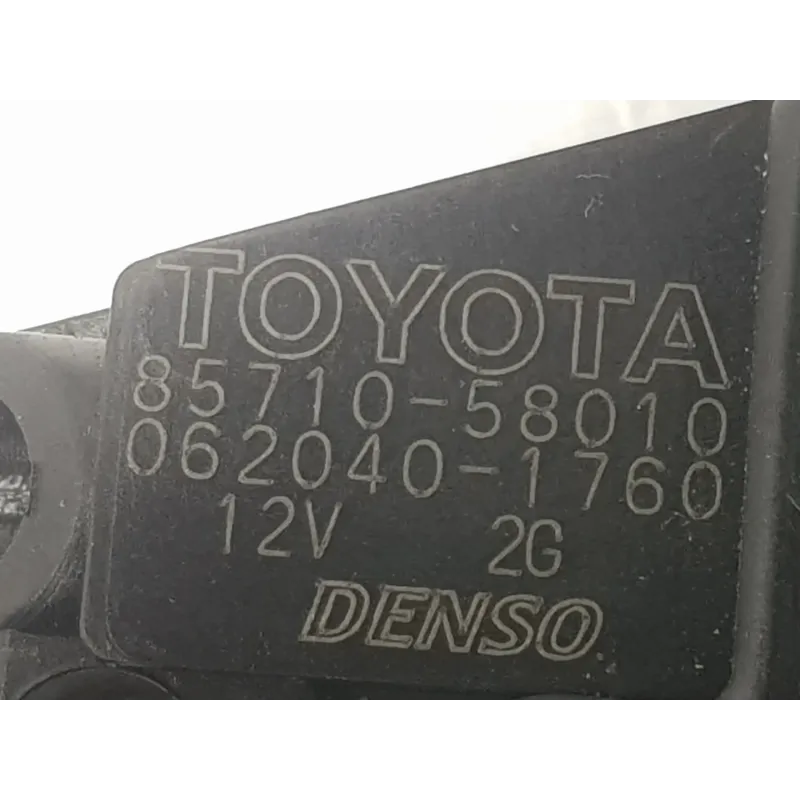 TOYOTA
85710-58010
062040-1760
12V 2G
DENSO